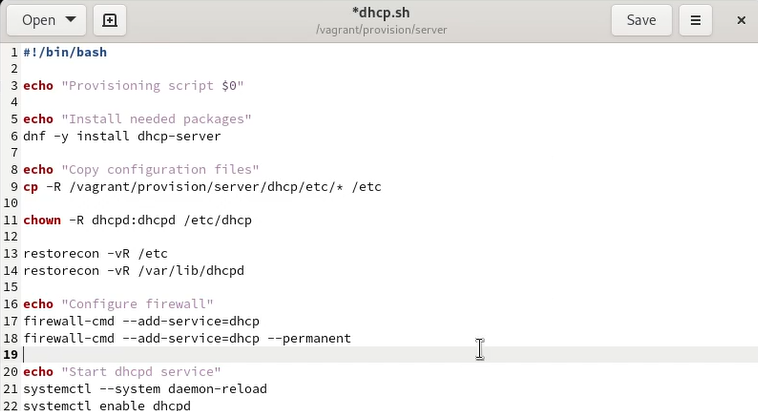 Open
*dhcp.sh
/vagrant/provision/server
Save
1 #!/bin/bash
2
3 echo "Provisioning script $0"
4
5 echo "Install needed packages"
6 dnf -y install dhcp-server
7
8 echo "Copy configuration files"
9 cp -R /vagrant/provision/server/dhcp/etc/* /etc
10
11 chown -R dhcpd:dhcpd /etc/dhcp
12
13 restorecon -vR /etc
14 restorecon -vR /var/lib/dhcpd
15
16 echo "Configure firewall"
17 firewall-cmd --add-service=dhcp
18 firewall-cmd --add-service=dhcp --permanent
19
20 echo "Start dhcpd service"
21 systemctl --system daemon-reload
22 systemctl enable dhcpd